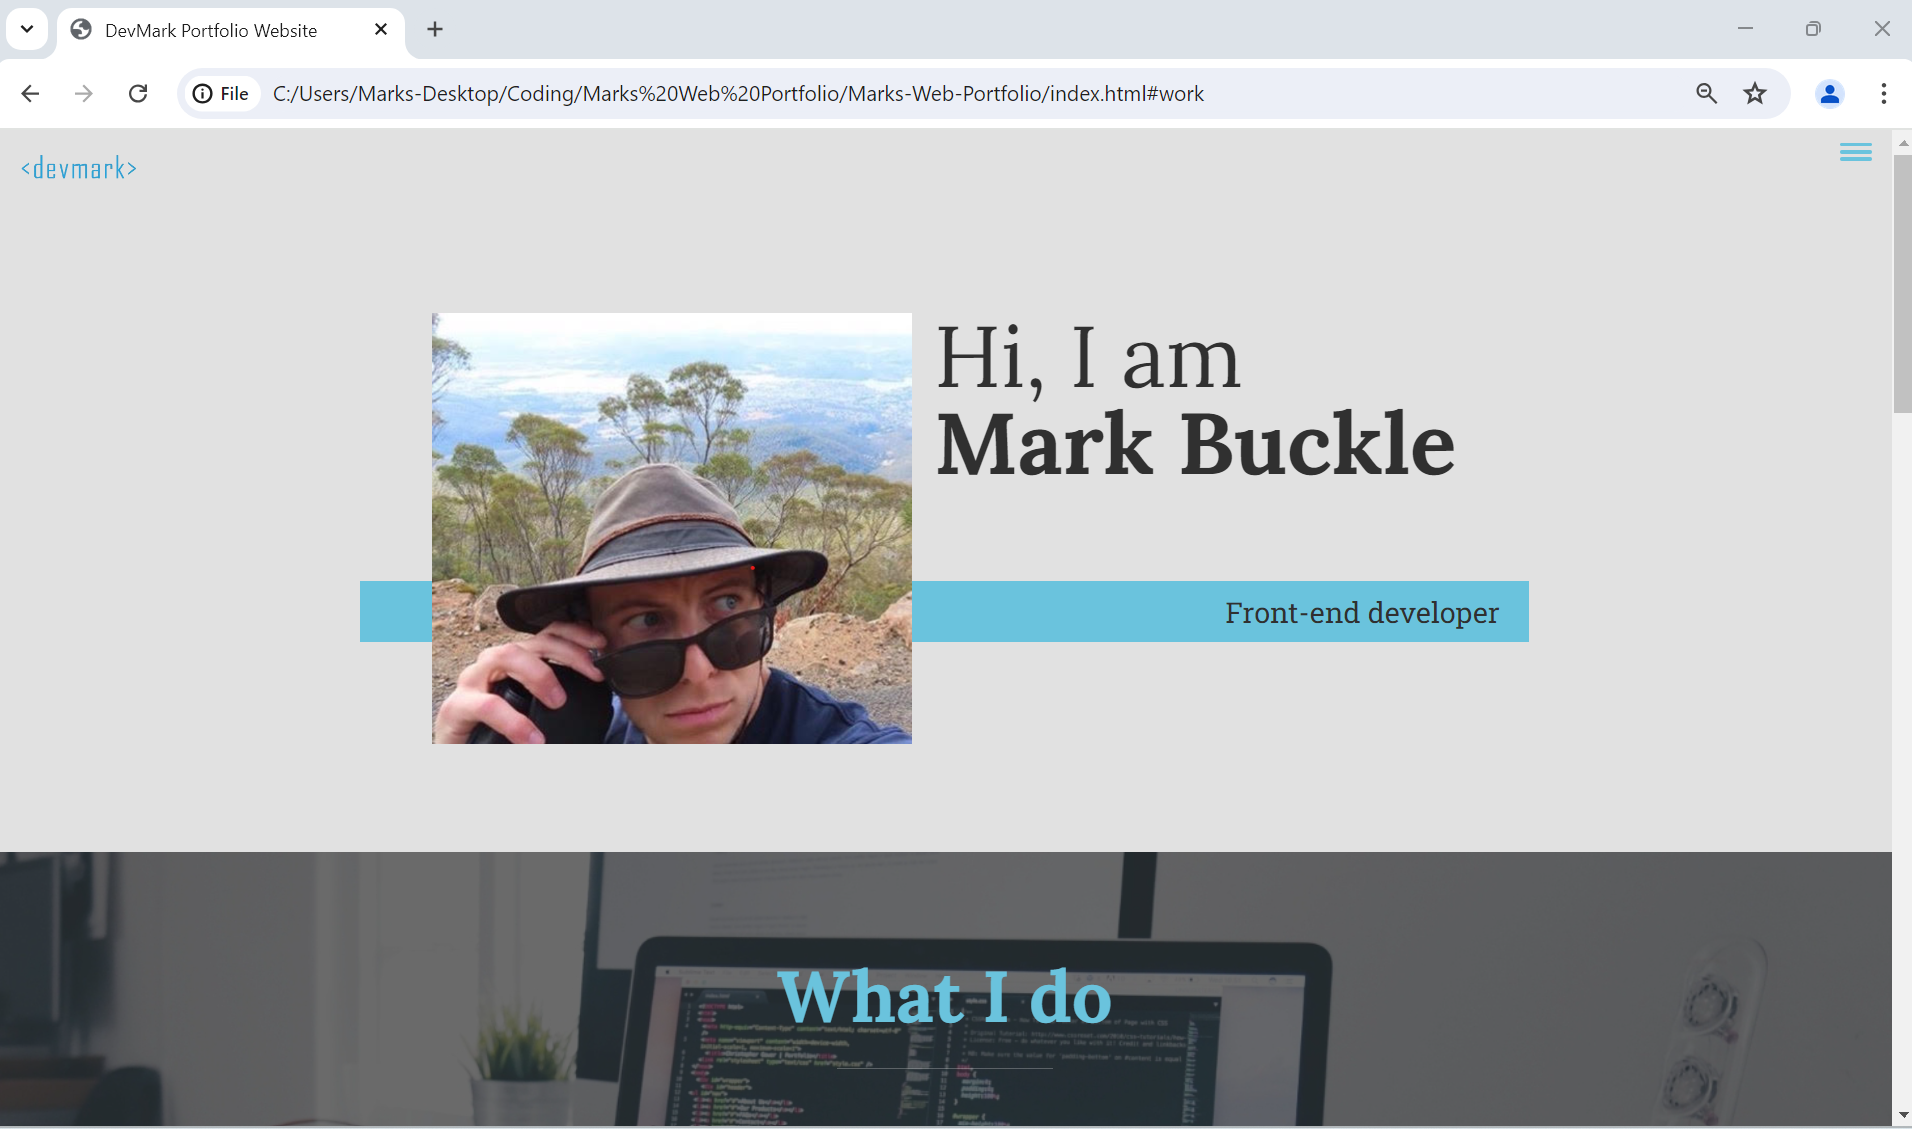 DevMark Portfolio Website
File
C:/Users/Marks-Desktop/Coding/Marks%20Web%20Portfolio/Marks-Web-Portfolio/index.html#work
<devmark>
Hi, I am
Mark Buckle
Front-end developer
What I do